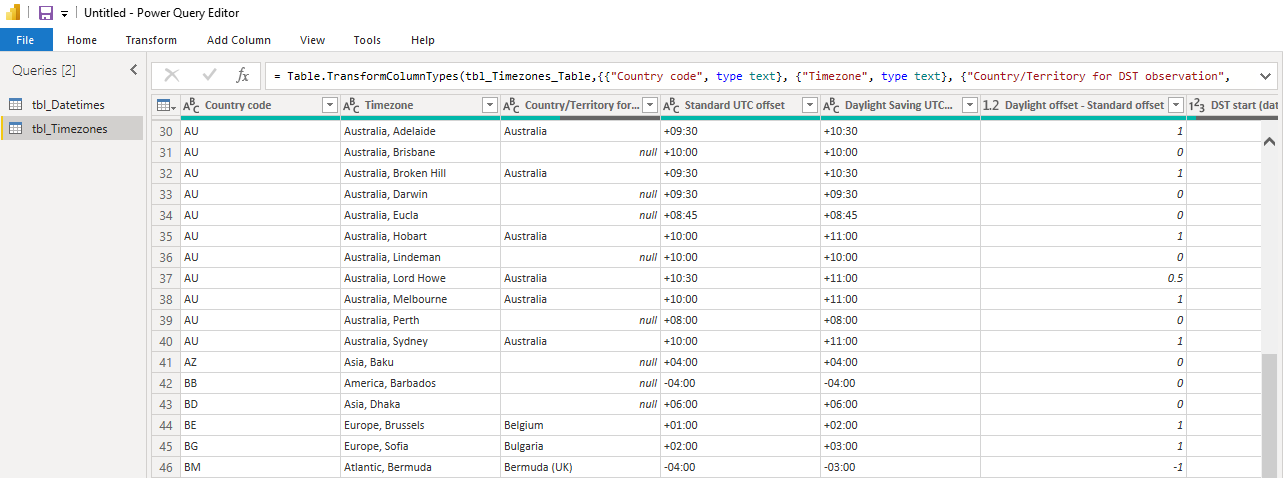 Untitled - Power Query Editor
File Home Transform Add Column View Tools Help
Queries [2]
tbl_Datetimes
tbl_Timezones
fx = Table.TransformColumnTypes(tbl_Timezones_Table,{{"Country code", type text}, {"Timezone", type text}, {"Country/Territory for DST observation",
ABC Country code ABC Timezone ABC Country/Territory for... ABC Standard UTC offset ABC Daylight Saving UTC... 1.2 Daylight offset - Standard offset 123 DST start (dat
30 AU Australia, Adelaide Australia +09:30 +10:30 1
31 AU Australia, Brisbane null +10:00 +10:00 0
32 AU Australia, Broken Hill Australia +09:30 +10:30 1
33 AU Australia, Darwin null +09:30 +09:30 0
34 AU Australia, Eucla null +08:45 +08:45 0
35 AU Australia, Hobart Australia +10:00 +11:00 1
36 AU Australia, Lindeman null +10:00 +10:00 0
37 AU Australia, Lord Howe Australia +10:30 +11:00 0.5
38 AU Australia, Melbourne Australia +10:00 +11:00 1
39 AU Australia, Perth null +08:00 +08:00 0
40 AU Australia, Sydney Australia +10:00 +11:00 1
41 AZ Asia, Baku null +04:00 +04:00 0
42 BB America, Barbados null -04:00 -04:00 0
43 BD Asia, Dhaka null +06:00 +06:00 0
44 BE Europe, Brussels Belgium +01:00 +02:00 1
45 BG Europe, Sofia Bulgaria +02:00 +03:00 1
46 BM Atlantic, Bermuda Bermuda (UK) -04:00 -03:00 -1